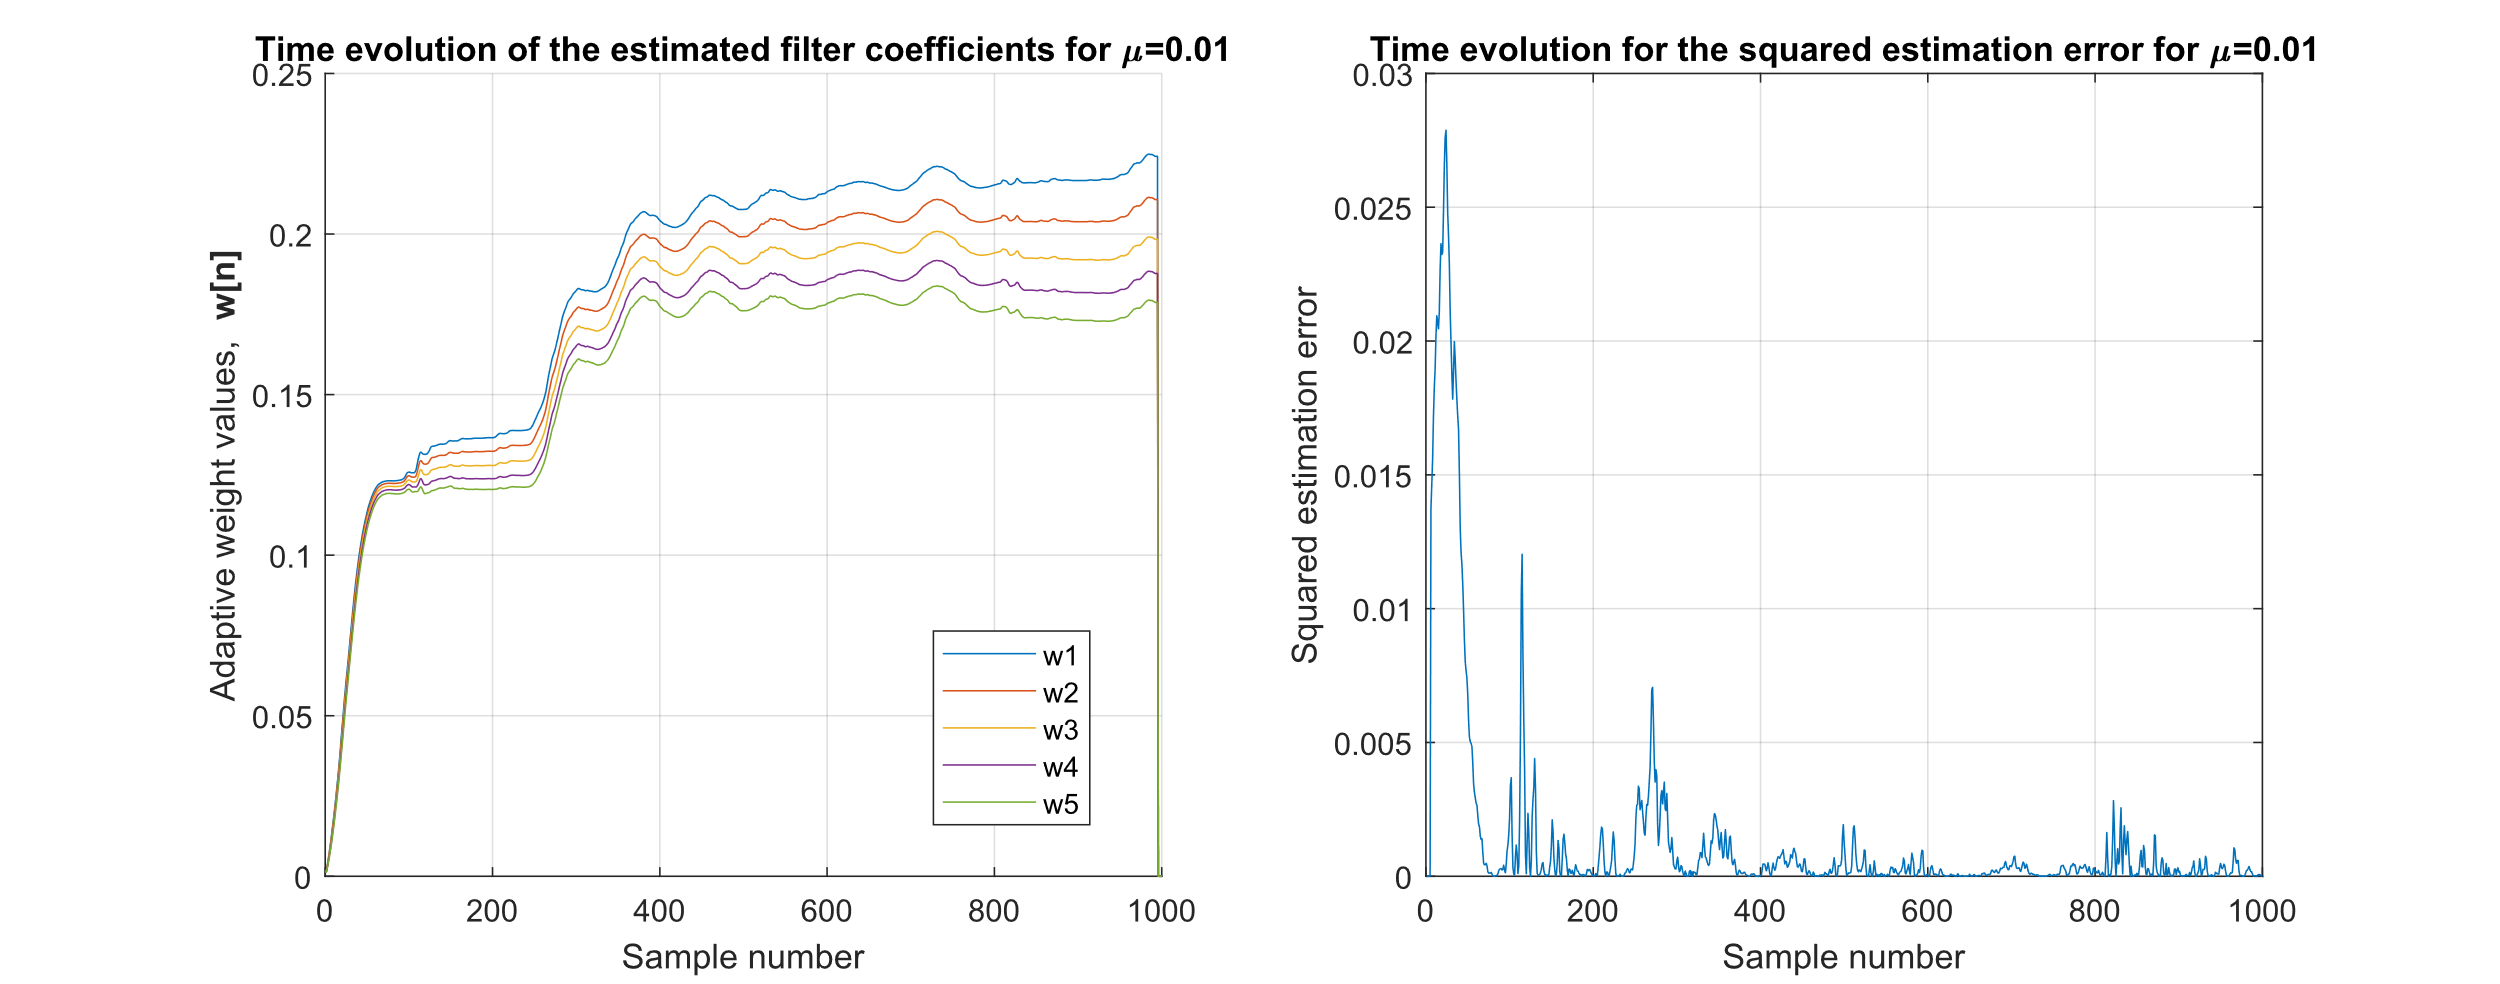 Time evolution of the estimated filter coefficients for μ=0.01
0.25
0.2
0.15
0.1
0.05
0
Adaptive weight values, w[n]
w1
w2
w3
w4
w5
0 200 400 600 800 1000
Sample number
Time evolution for the squared estimation error for μ=0.01
0.03
0.025
0.02
0.015
0.01
0.005
0
Squared estimation error
0 200 400 600 800 1000
Sample number